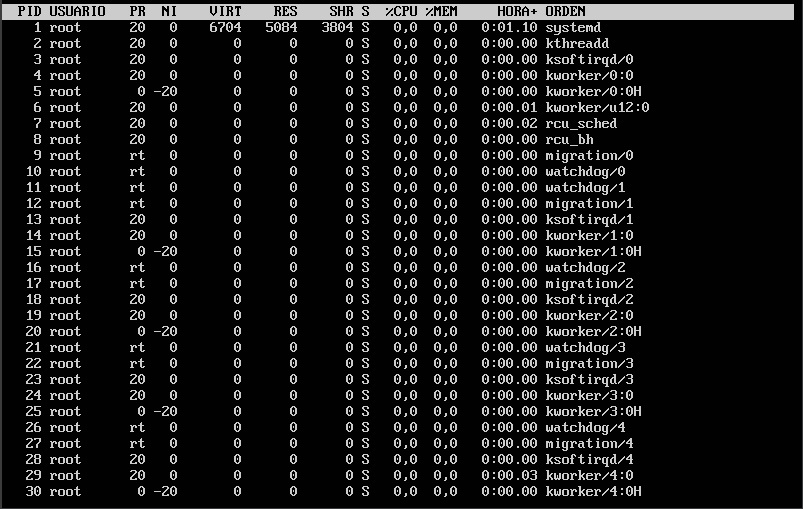 PID USUARIO PR NI VIRT RES SHR S %CPU %MEM HORA+ ORDEN
1 root 20 0 6704 5084 3804 S 0,0 0,0 0:01.10 systemd
2 root 20 0 0 0 0 S 0,0 0,0 0:00.00 kthreadd
3 root 20 0 0 0 0 S 0,0 0,0 0:00.00 ksoftirqd/0
4 root 20 0 0 0 0 S 0,0 0,0 0:00.00 kworker/0:0
5 root 0 -20 0 0 0 S 0,0 0,0 0:00.00 kworker/0:0H
6 root 20 0 0 0 0 S 0,0 0,0 0:00.01 kworker/u12:0
7 root 20 0 0 0 0 S 0,0 0,0 0:00.02 rcu_sched
8 root 20 0 0 0 0 S 0,0 0,0 0:00.00 rcu_bh
9 root rt 0 0 0 0 S 0,0 0,0 0:00.00 migration/0
10 root rt 0 0 0 0 S 0,0 0,0 0:00.00 watchdog/0
11 root rt 0 0 0 0 S 0,0 0,0 0:00.00 watchdog/1
12 root rt 0 0 0 0 S 0,0 0,0 0:00.00 migration/1
13 root 20 0 0 0 0 S 0,0 0,0 0:00.00 ksoftirqd/1
14 root 20 0 0 0 0 S 0,0 0,0 0:00.00 kworker/1:0
15 root 0 -20 0 0 0 S 0,0 0,0 0:00.00 kworker/1:0H
16 root rt 0 0 0 0 S 0,0 0,0 0:00.00 watchdog/2
17 root rt 0 0 0 0 S 0,0 0,0 0:00.00 migration/2
18 root 20 0 0 0 0 S 0,0 0,0 0:00.00 ksoftirqd/2
19 root 20 0 0 0 0 S 0,0 0,0 0:00.00 kworker/2:0
20 root 0 -20 0 0 0 S 0,0 0,0 0:00.00 kworker/2:0H
21 root rt 0 0 0 0 S 0,0 0,0 0:00.00 watchdog/3
22 root rt 0 0 0 0 S 0,0 0,0 0:00.00 migration/3
23 root 20 0 0 0 0 S 0,0 0,0 0:00.00 ksoftirqd/3
24 root 20 0 0 0 0 S 0,0 0,0 0:00.00 kworker/3:0
25 root 0 -20 0 0 0 S 0,0 0,0 0:00.00 kworker/3:0H
26 root rt 0 0 0 0 S 0,0 0,0 0:00.00 watchdog/4
27 root rt 0 0 0 0 S 0,0 0,0 0:00.00 migration/4
28 root 20 0 0 0 0 S 0,0 0,0 0:00.00 ksoftirqd/4
29 root 20 0 0 0 0 S 0,0 0,0 0:00.03 kworker/4:0
30 root 0 -20 0 0 0 S 0,0 0,0 0:00.00 kworker/4:0H